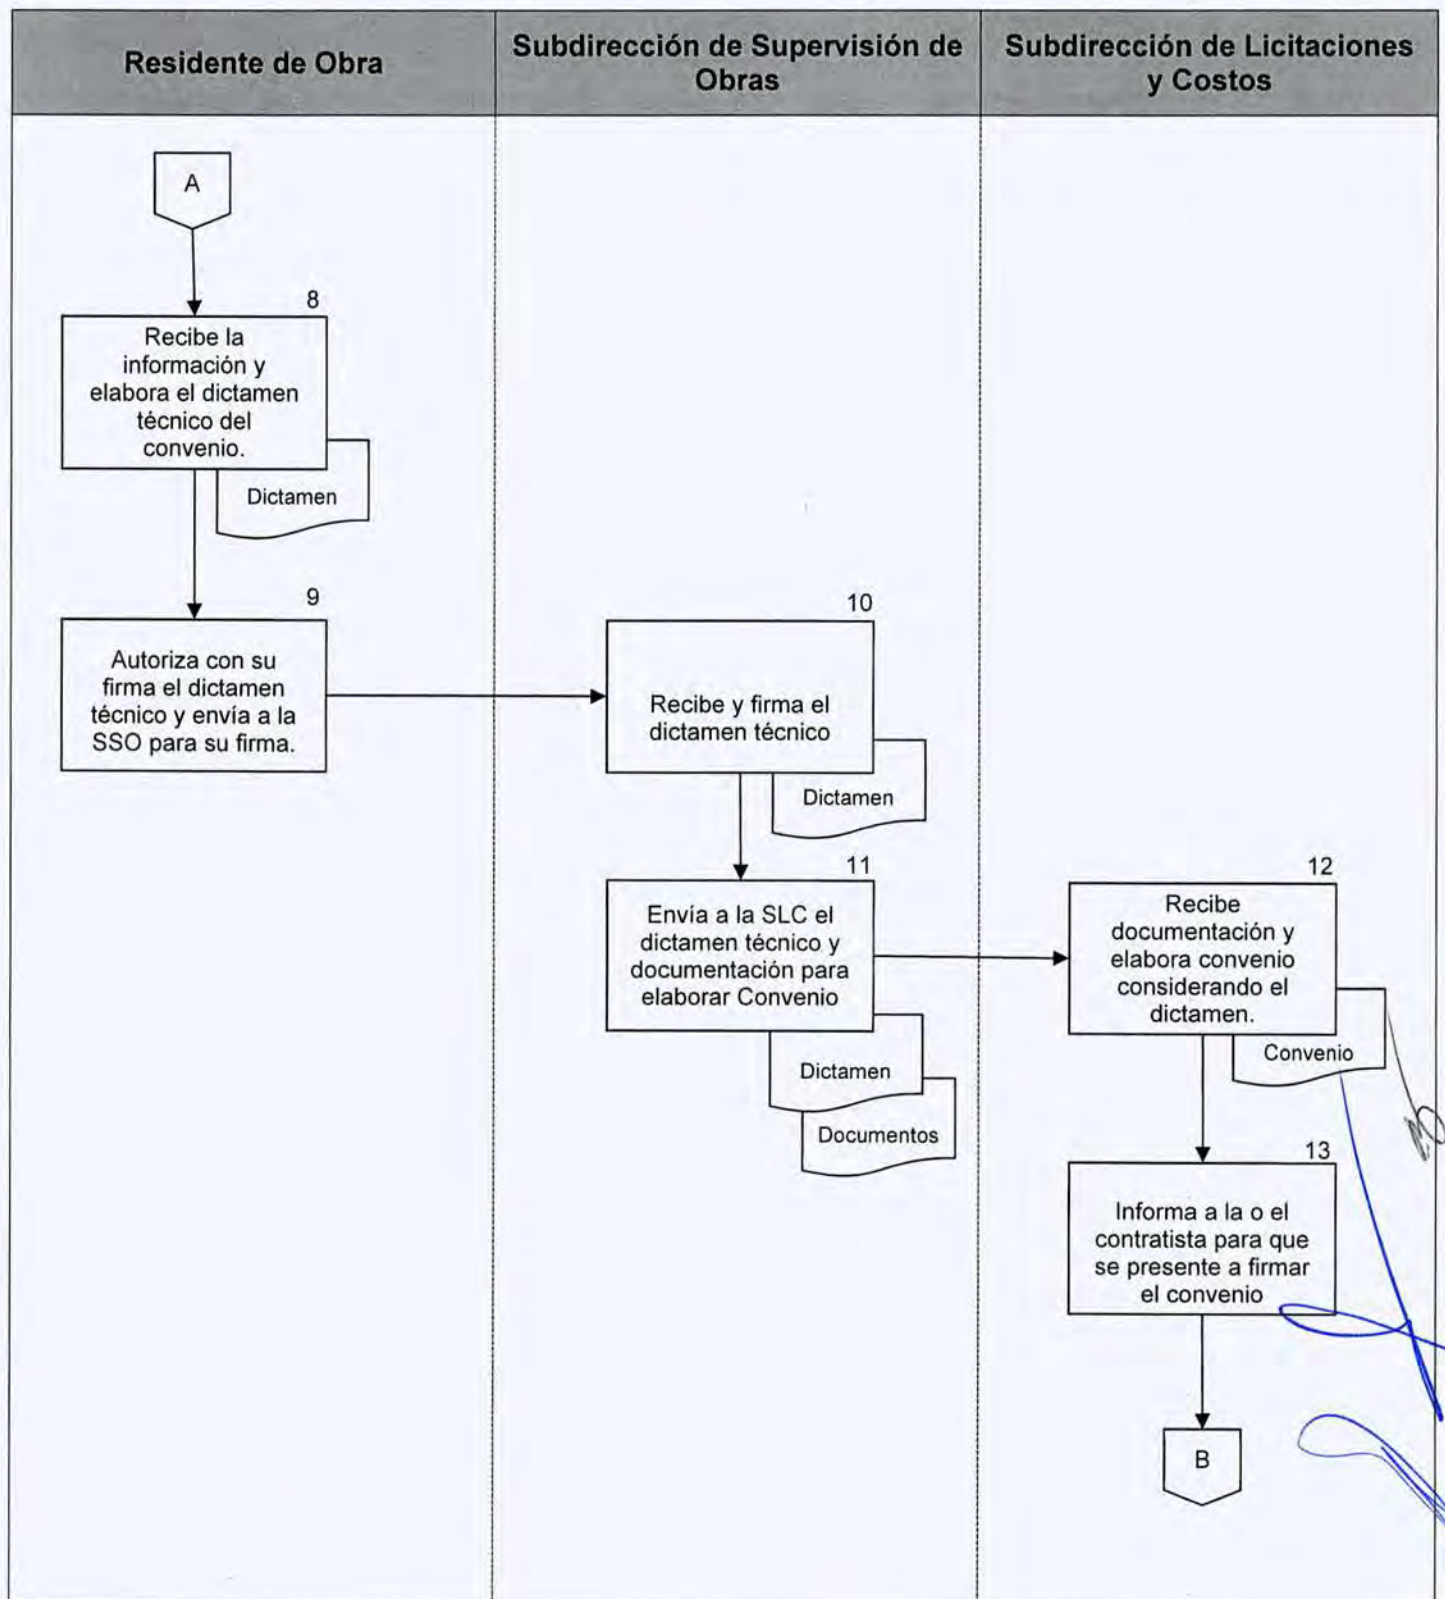 Residente de Obra
Subdirección de Supervisión de
Obras
Subdirección de Licitaciones
y Costos
A
8
Recibe la
información y
elabora el dictamen
técnico del
convenio.
Dictamen
9
Autoriza con su
firma el dictamen
técnico y envía a la
SSO para su firma.
10
Recibe y firma el
dictamen técnico
Dictamen
11
Envía a la SLC el
dictamen técnico y
documentación para
elaborar Convenio
Dictamen
Documentos
12
Recibe
documentación y
elabora convenio
considerando el
dictamen.
Convenio
13
Informa a la o el
contratista para que
se presente a firmar
el convenio
B